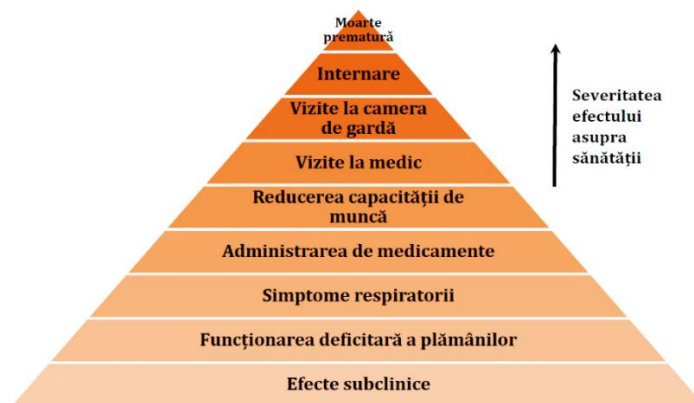 Moarte
prematură
Internare
Vizite la camera
de gardă
Vizite la medic
Reducerea capacității de
muncă
Administrarea de medicamente
Simptome respiratorii
Funcționarea deficitară a plămânilor
Efecte subclinice
Severitatea
efectului
asupra
sănătății